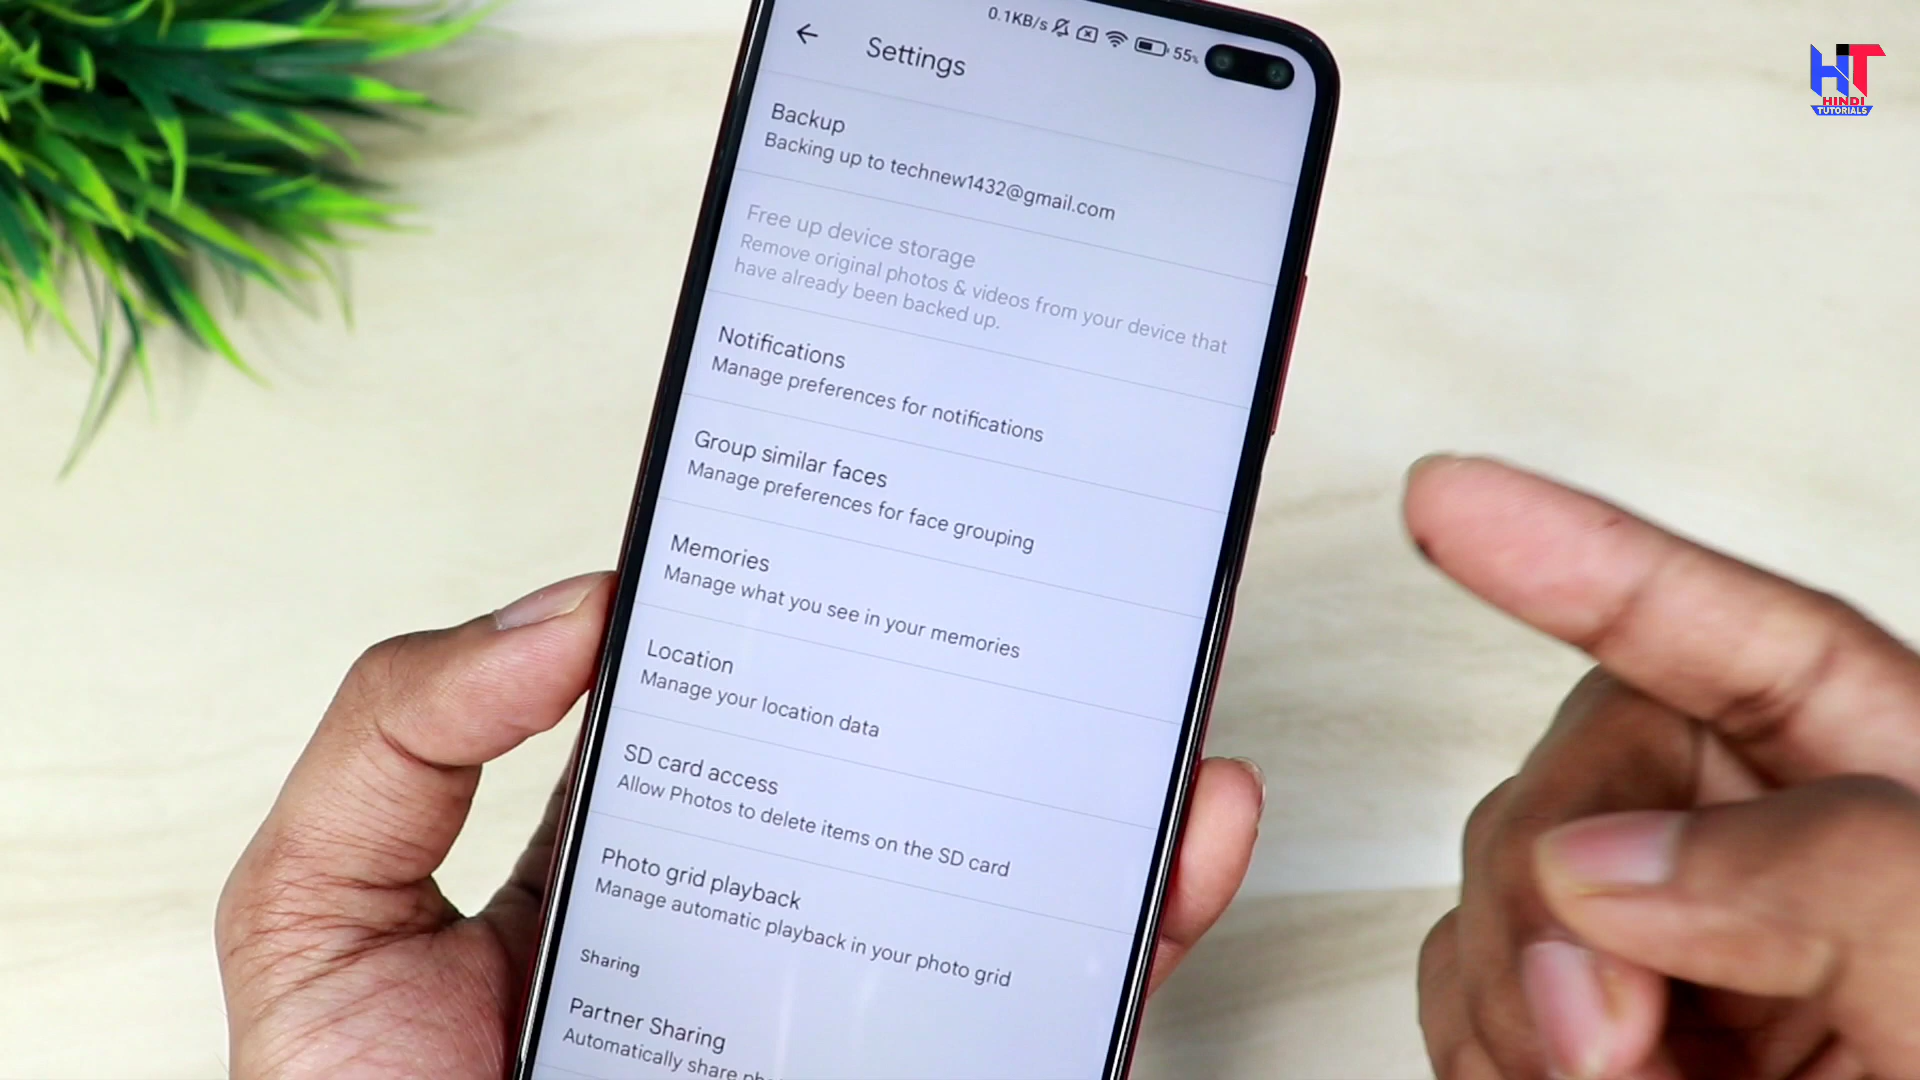 0.1KB/s 55%
Settings
HT
HINDI
TUTORIALS
Backup
Backing up to technew1432@gmail.com
Free up device storage
Remove original photos & videos from your device that
have already been backed up.
Notifications
Manage preferences for notifications
Group similar faces
Manage preferences for face grouping
Memories
Manage what you see in your memories
Location
Manage your location data
SD card access
Allow Photos to delete items on the SD card
Photo grid playback
Manage automatic playback in your photo grid
Sharing
Partner Sharing
Automatically share